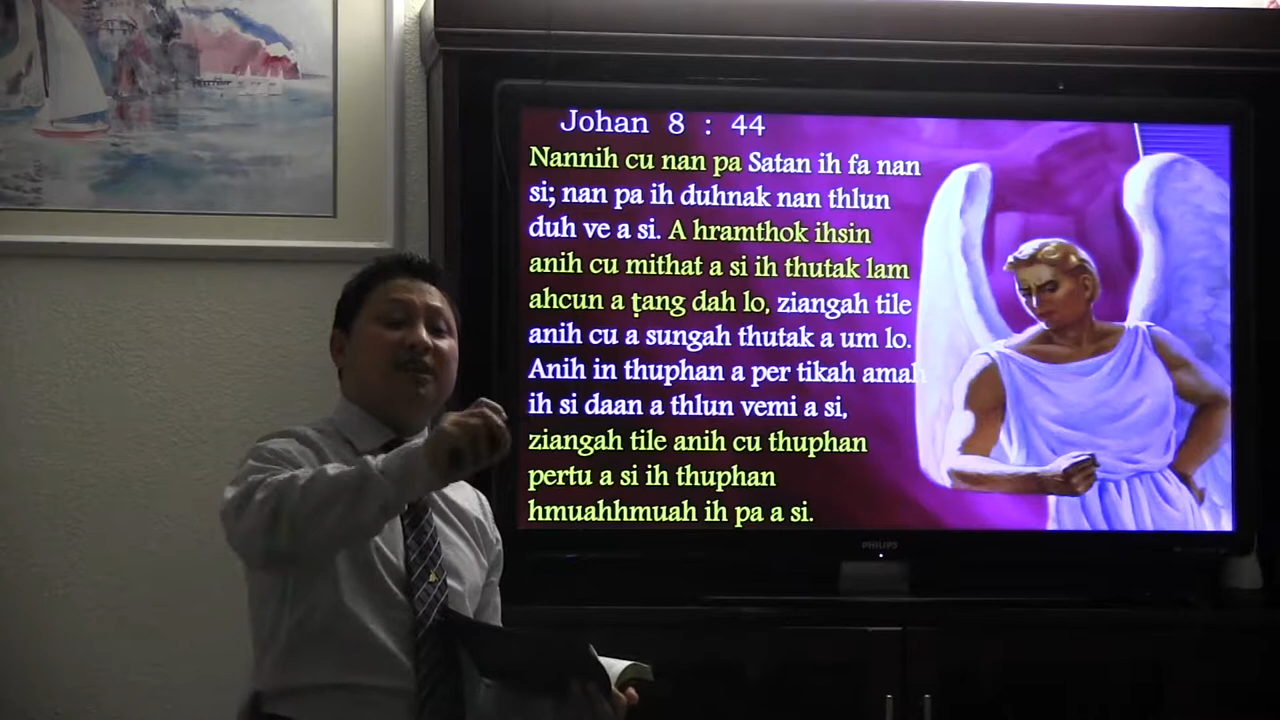 Johan 8 : 44
Nannih cu nan pa Satan ih fa nan
si; nan pa ih duhnak nan thlun
duh ve a si. A hramthok ihsin
anih cu mithat a si ih thutak lam
ahcun a ṭang dah lo, ziangah tile
anih cu a sungah thutak a um lo.
Anih in thuphan a per tikah amah
ih si daan a thlun vemi a si,
ziangah tile anih cu thuphan
pertu a si ih thuphan
hmuahhmuah ih pa a si.
PHILIPS